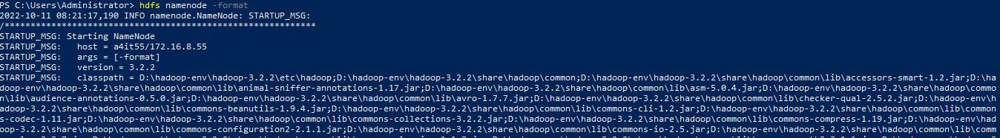 PS C:\Users\Administrator> hdfs namenode -format
2022-10-11 08:21:17,190 INFO namenode.NameNode: STARTUP_MSG:
/************************************************************
STARTUP_MSG: Starting NameNode
STARTUP_MSG:   host = a4it55/172.16.8.55
STARTUP_MSG:   args = [-format]
STARTUP_MSG:   version = 3.2.2
STARTUP_MSG:   classpath = D:\hadoop-env\hadoop-3.2.2\etc\hadoop;D:\hadoop-env\hadoop-3.2.2\share\hadoop\common;D:\hadoop-env\hadoop-3.2.2\share\hadoop\common\lib\accessors-smart-1.2.jar;D:\ha
doop-env\hadoop-3.2.2\share\hadoop\common\lib\animal-sniffer-annotations-1.17.jar;D:\hadoop-env\hadoop-3.2.2\share\hadoop\common\lib\asm-5.0.4.jar;D:\hadoop-env\hadoop-3.2.2\share\hadoop\commo
n\lib\audience-annotations-0.5.0.jar;D:\hadoop-env\hadoop-3.2.2\share\hadoop\common\lib\avro-1.7.7.jar;D:\hadoop-env\hadoop-3.2.2\share\hadoop\common\lib\checker-qual-2.5.2.jar;D:\hadoop-env\h
adoop-3.2.2\share\hadoop\common\lib\commons-beanutils-1.9.4.jar;D:\hadoop-env\hadoop-3.2.2\share\hadoop\common\lib\commons-cli-1.2.jar;D:\hadoop-env\hadoop-3.2.2\share\hadoop\common\lib\common
s-codec-1.11.jar;D:\hadoop-env\hadoop-3.2.2\share\hadoop\common\lib\commons-collections-3.2.2.jar;D:\hadoop-env\hadoop-3.2.2\share\hadoop\common\lib\commons-compress-1.19.jar;D:\hadoop-env\had
oop-3.2.2\share\hadoop\common\lib\commons-configuration2-2.1.1.jar;D:\hadoop-env\hadoop-3.2.2\share\hadoop\common\lib\commons-io-2.5.jar;D:\hadoop-env\hadoop-3.2.2\share\hadoop\common\lib\comm